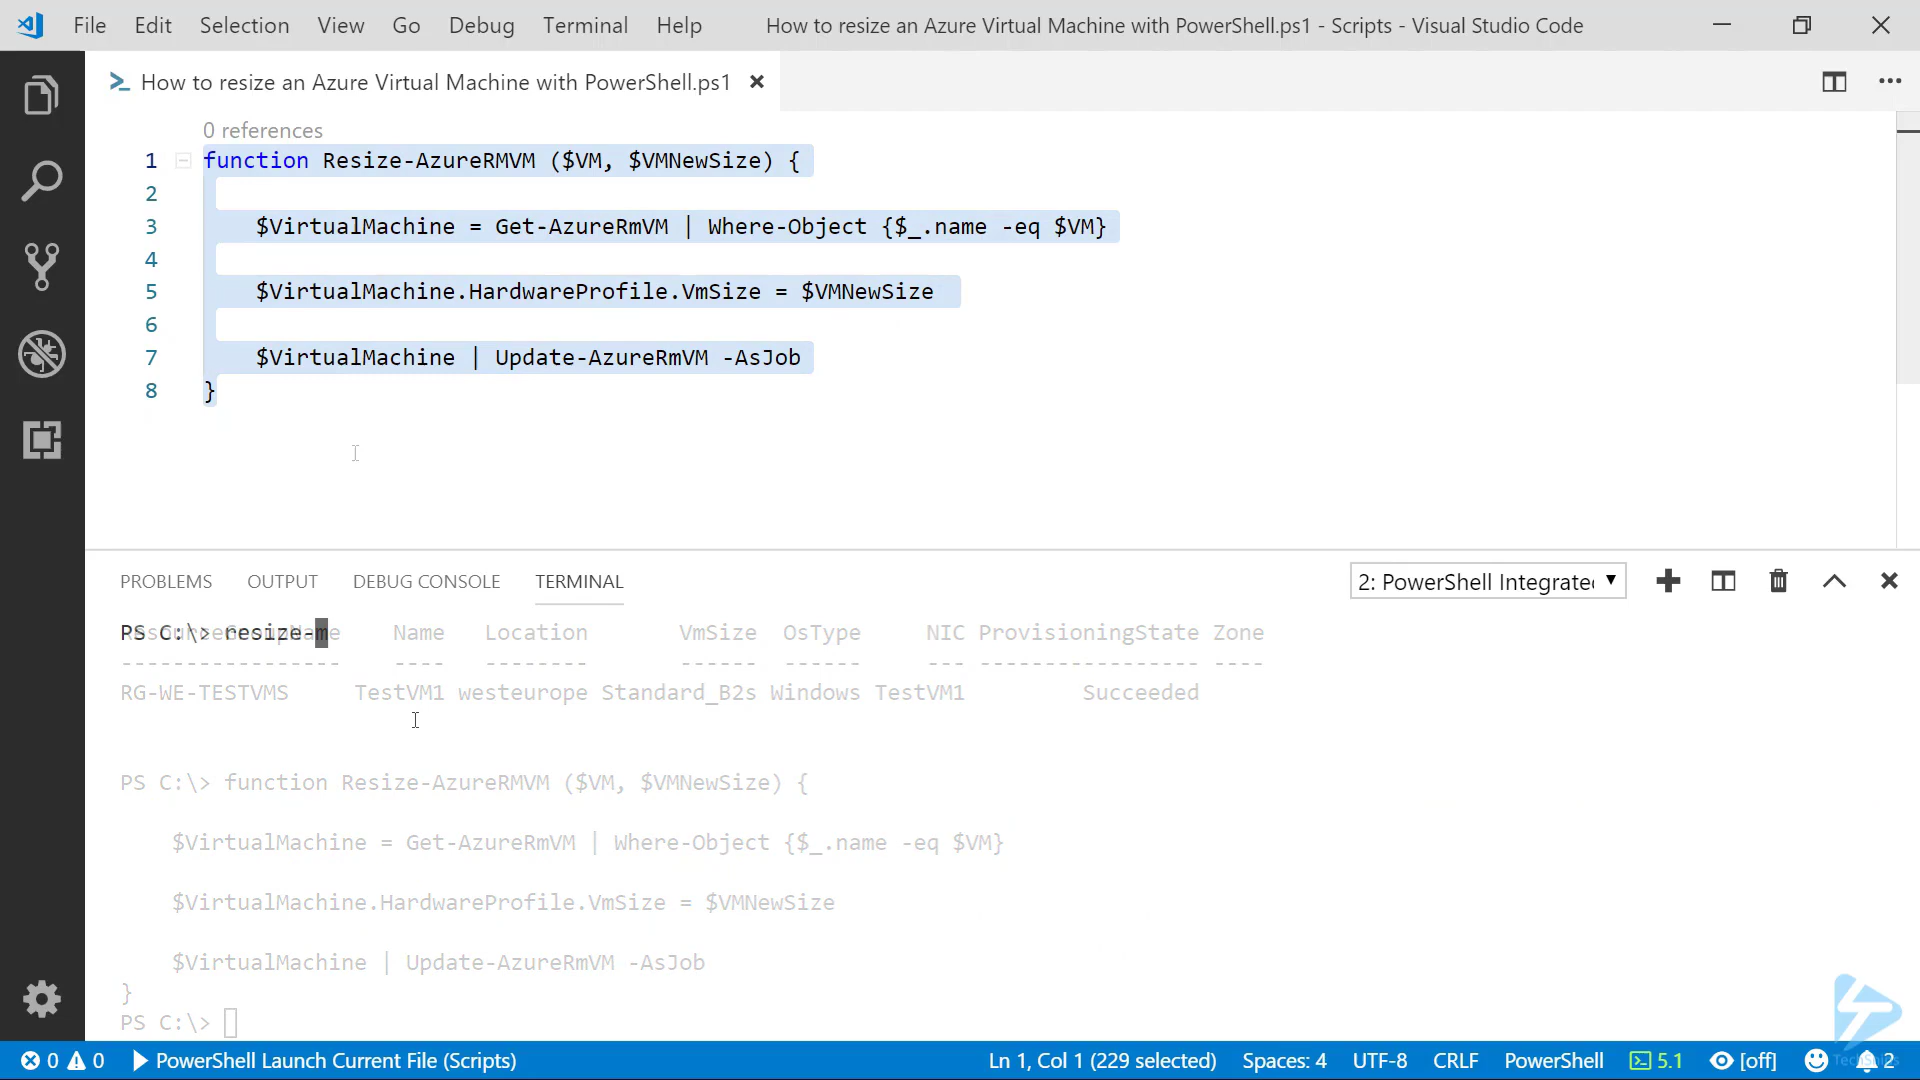 File Edit Selection View Go Debug Terminal Help How to resize an Azure Virtual Machine with PowerShell.ps1 - Scripts - Visual Studio Code
How to resize an Azure Virtual Machine with PowerShell.ps1
0 references
1 function Resize-AzureRMVM ($VM, $VMNewSize) {
2
3 $VirtualMachine = Get-AzureRmVM | Where-Object {$_.name -eq $VM}
4
5 $VirtualMachine.HardwareProfile.VmSize = $VMNewSize
6
7 $VirtualMachine | Update-AzureRmVM -AsJob
8 }
PROBLEMS OUTPUT DEBUG CONSOLE TERMINAL 2: PowerShell Integrate
PS C:\> resize- Name Location VmSize OsType NIC ProvisioningState Zone
----------------- ---- -------- ------ ------ --- ----------------- ----
RG-WE-TESTVMS TestVM1 westeurope Standard_B2s Windows TestVM1 Succeeded
PS C:\> function Resize-AzureRMVM ($VM, $VMNewSize) {
$VirtualMachine = Get-AzureRmVM | Where-Object {$_.name -eq $VM}
$VirtualMachine.HardwareProfile.VmSize = $VMNewSize
$VirtualMachine | Update-AzureRmVM -AsJob
}
PS C:\>
0 0 PowerShell Launch Current File (Scripts) Ln 1, Col 1 (229 selected) Spaces: 4 UTF-8 CRLF PowerShell 5.1 [off] 2